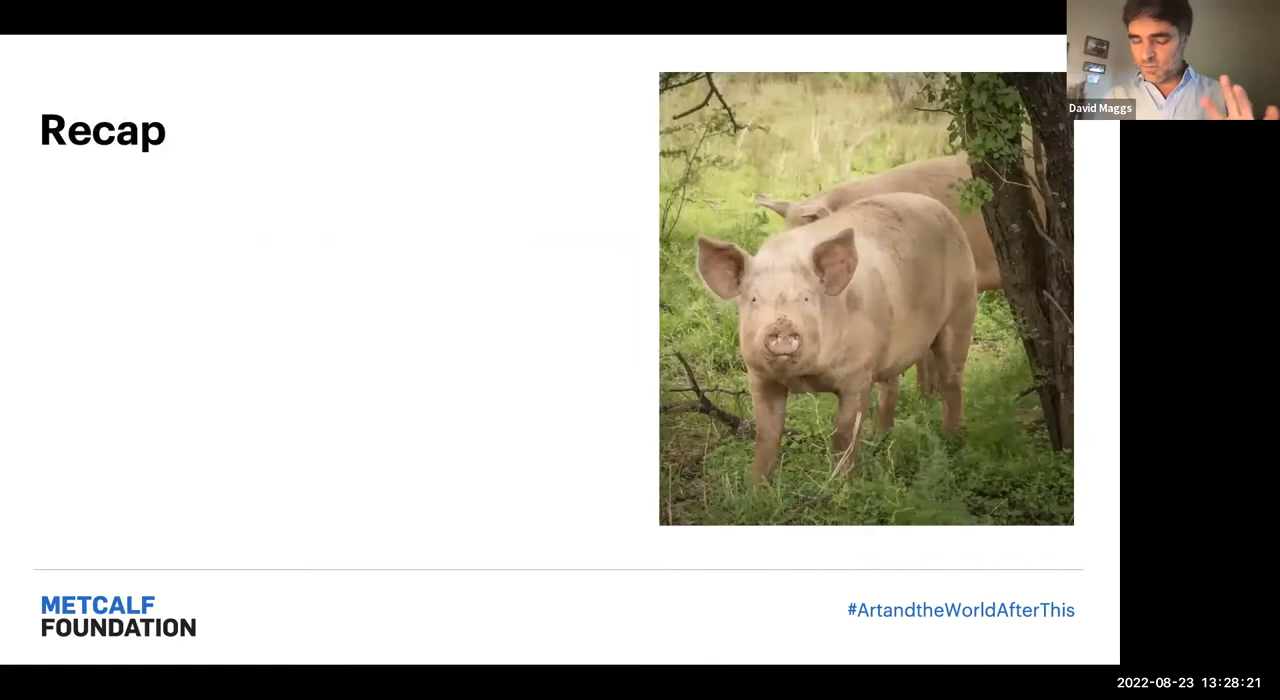 David Maggs
Recap
METCALF
FOUNDATION
#ArtandtheWorldAfterThis
2022-08-23 13:28:21